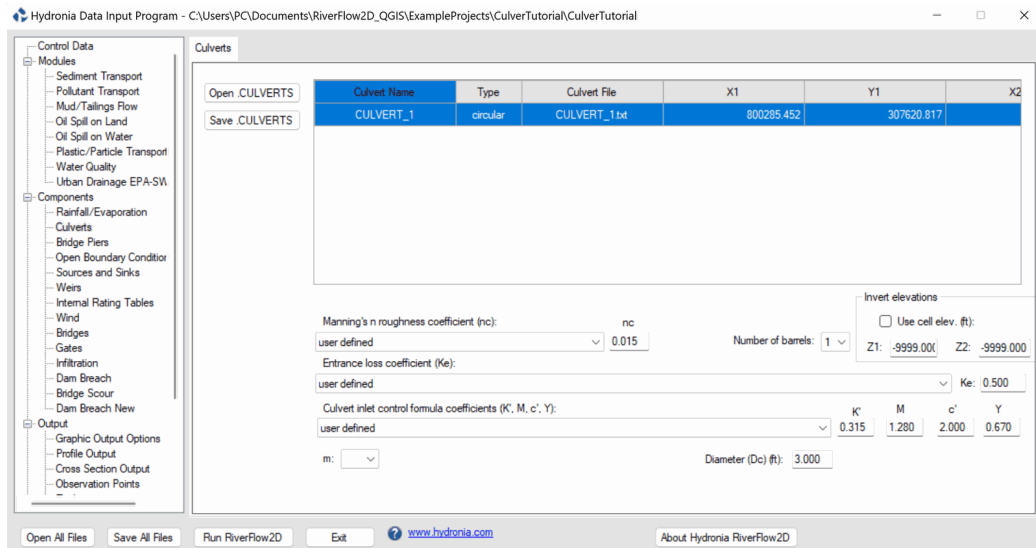 Hydronia Data Input Program - C:\Users\PC\Documents\RiverFlow2D_QGIS\ExampleProjects\CulverTutorial\CulverTutorial
Control Data
Modules
Sediment Transport
Pollutant Transport
Mud/Tailings Flow
Oil Spill on Land
Oil Spill on Water
Plastic/Particle Transport
Water Quality
Urban Drainage EPA-SW
Components
Rainfall/Evaporation
Culverts
Bridge Piers
Open Boundary Condition
Sources and Sinks
Weirs
Internal Rating Tables
Wind
Bridges
Gates
Infiltration
Dam Breach
Bridge Scour
Dam Breach New
Output
Graphic Output Options
Profile Output
Cross Section Output
Observation Points
Culverts
Open .CULVERTS
Save .CULVERTS
Culvert Name Type Culvert File X1 Y1 X2
CULVERT_1 circular CULVERT_1.txt 800285.452 307620.817
Invert elevations
Use cell elev. (ft):
Z1: -9999.00( Z2: -9999.000
Manning's n roughness coefficient (nc): nc
user defined 0.015 Number of barrels: 1
Entrance loss coefficient (Ke):
user defined Ke: 0.500
Culvert inlet control formula coefficients (K', M, c', Y): K' M c' Y
user defined 0.315 1.280 2.000 0.670
m: Diameter (Dc) (ft): 3.000
Open All Files Save All Files Run RiverFlow2D Exit ? www.hydronia.com About Hydronia RiverFlow2D